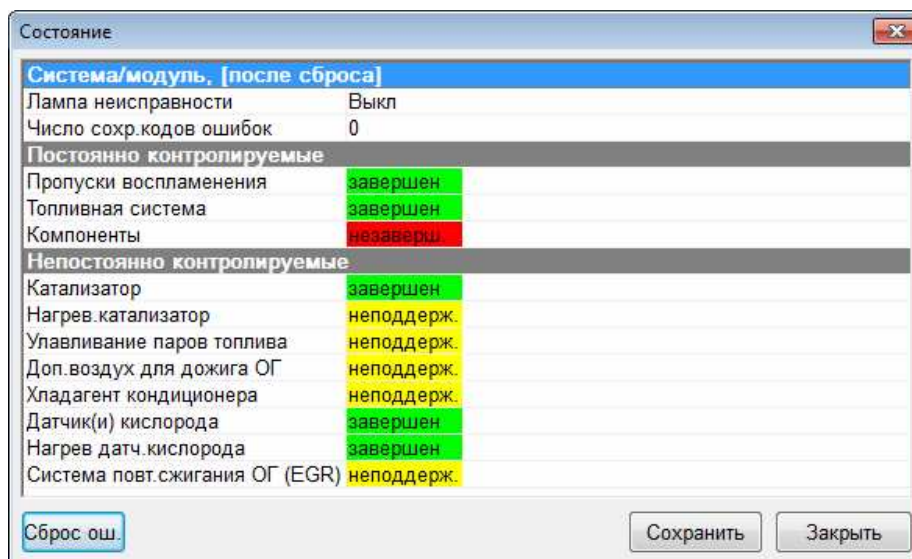 Состояние
Система/модуль, [после сброса]
Лампа неисправности Выкл
Число сохр.кодов ошибок 0
Постоянно контролируемые
Пропуски воспламенения завершен
Топливная система завершен
Компоненты незаверш.
Непостоянно контролируемые
Катализатор завершен
Нагрев.катализатор неподдерж.
Улавливание паров топлива неподдерж.
Доп.воздух для дожига ОГ неподдерж.
Хладагент кондиционера неподдерж.
Датчик(и) кислорода завершен
Нагрев датч.кислорода завершен
Система повт.сжигания ОГ (EGR) неподдерж.
Сброс ош. Сохранить Закрыть